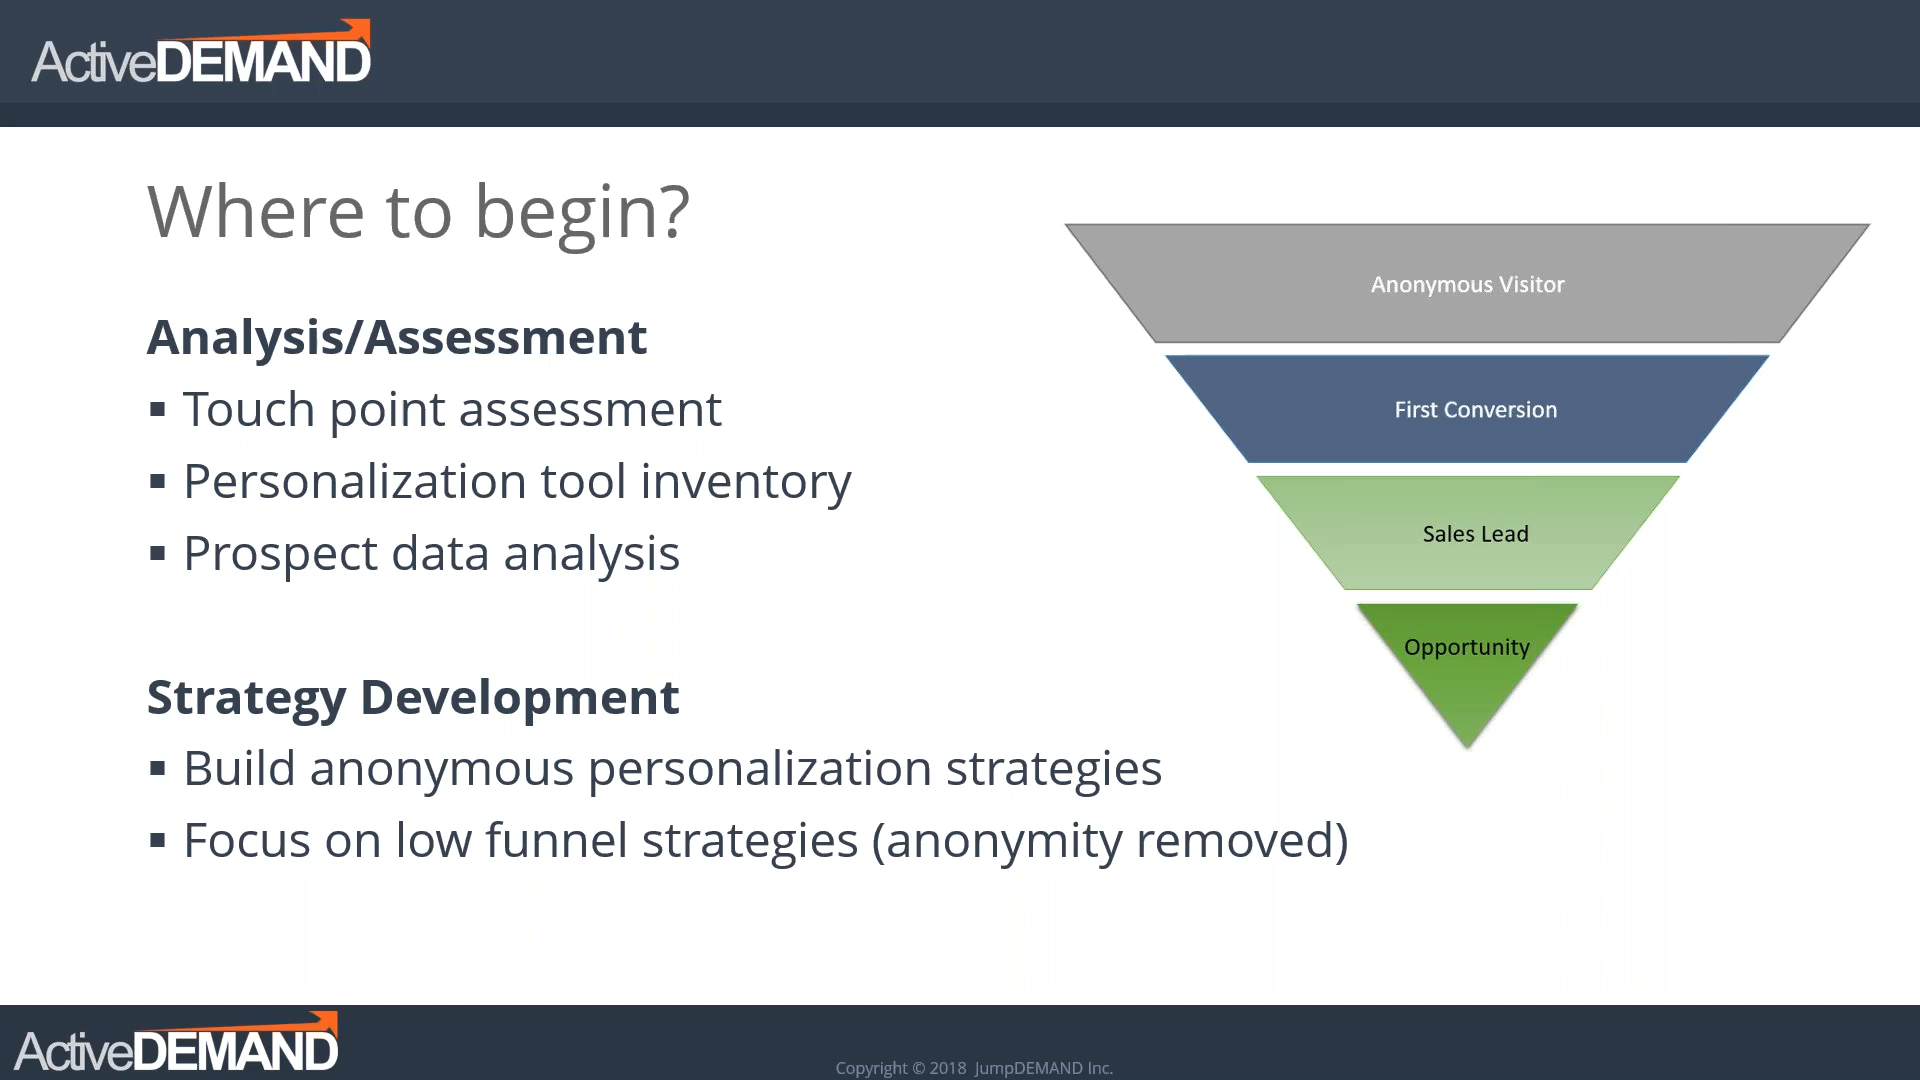 ActiveDEMAND
Where to begin?
Analysis/Assessment
▪ Touch point assessment
▪ Personalization tool inventory
▪ Prospect data analysis
Strategy Development
▪ Build anonymous personalization strategies
▪ Focus on low funnel strategies (anonymity removed)
Anonymous Visitor
First Conversion
Sales Lead
Opportunity
ActiveDEMAND
Copyright © 2018 JumpDEMAND Inc.